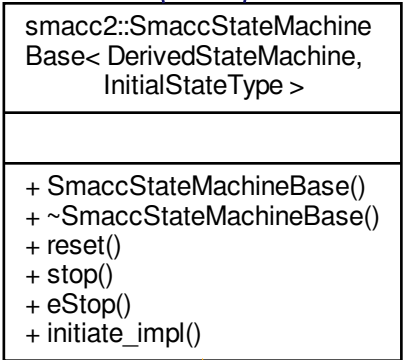 smacc2::SmaccStateMachine
Base< DerivedStateMachine,
InitialStateType >
+ SmaccStateMachineBase()
+ ~SmaccStateMachineBase()
+ reset()
+ stop()
+ eStop()
+ initiate_impl()